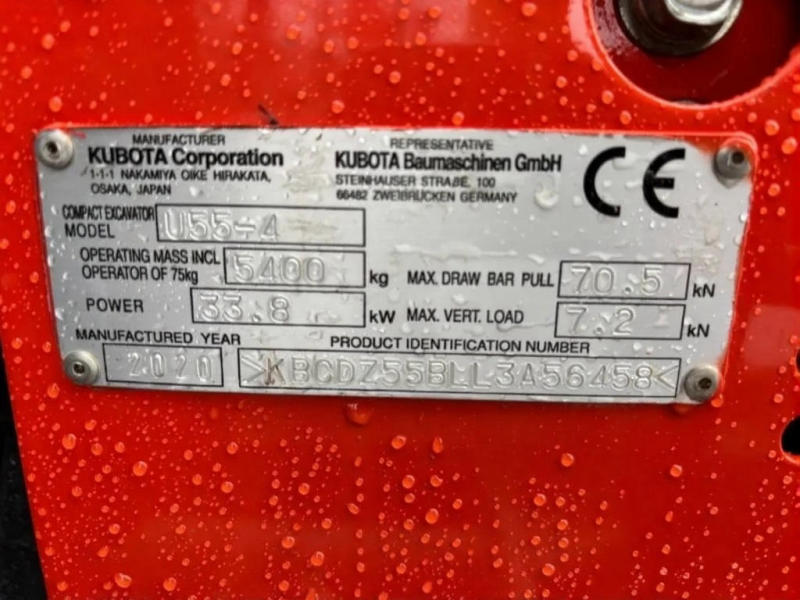 MANUFACTURER
KUBOTA Corporation
1-1-1 NAKAMIYA OIKE HIRAKATA,
OSAKA, JAPAN
REPRESENTATIVE
KUBOTA Baumaschinen GmbH
STEINHAUSER STRAßE, 100
66482 ZWEIBRÜCKEN GERMANY
CE
COMPACT EXCAVATOR
MODEL U55-4
OPERATING MASS INCL
OPERATOR OF 75kg 5400 kg
MAX. DRAW BAR PULL 70.5 kN
POWER 33.8 kW
MAX. VERT. LOAD 7.2 kN
MANUFACTURED YEAR
2020
PRODUCT IDENTIFICATION NUMBER
>KBCDZ55BLL3A56458<